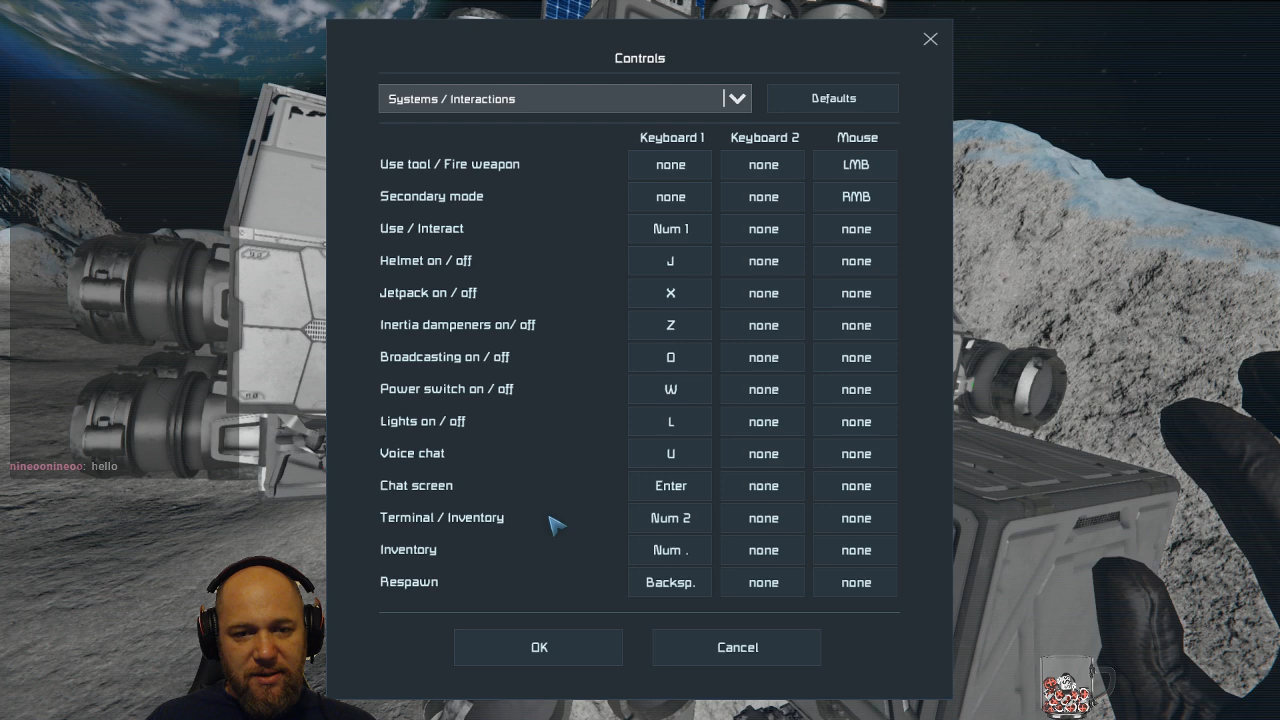 Controls
Systems / Interactions
Defaults
Keyboard 1 Keyboard 2 Mouse
Use tool / Fire weapon none none LMB
Secondary mode none none RMB
Use / Interact Num 1 none none
Helmet on / off J none none
Jetpack on / off X none none
Inertia dampeners on/ off Z none none
Broadcasting on / off O none none
Power switch on / off W none none
Lights on / off L none none
Voice chat U none none
nineoonineoo: hello
Chat screen Enter none none
Terminal / Inventory Num 2 none none
Inventory Num . none none
Respawn Backsp. none none
OK Cancel